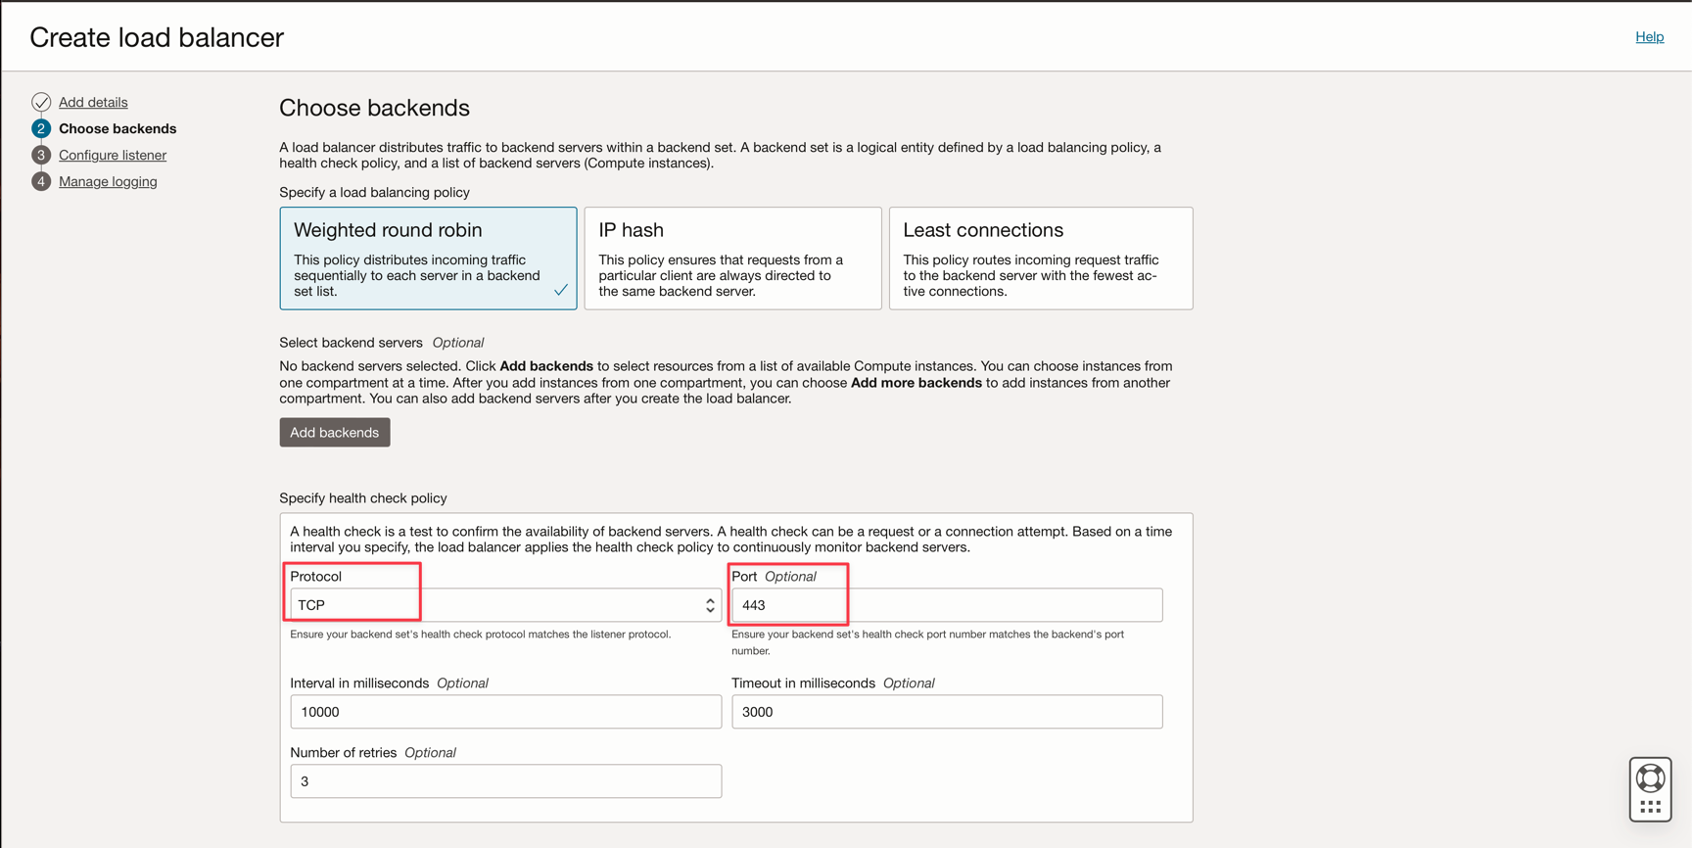 Create load balancer
Help
Add details
2 Choose backends
3 Configure listener
4 Manage logging
Choose backends
A load balancer distributes traffic to backend servers within a backend set. A backend set is a logical entity defined by a load balancing policy, a
health check policy, and a list of backend servers (Compute instances).
Specify a load balancing policy
Weighted round robin
This policy distributes incoming traffic
sequentially to each server in a backend
set list.
IP hash
This policy ensures that requests from a
particular client are always directed to
the same backend server.
Least connections
This policy routes incoming request traffic
to the backend server with the fewest ac-
tive connections.
Select backend servers Optional
No backend servers selected. Click Add backends to select resources from a list of available Compute instances. You can choose instances from
one compartment at a time. After you add instances from one compartment, you can choose Add more backends to add instances from another
compartment. You can also add backend servers after you create the load balancer.
Add backends
Specify health check policy
A health check is a test to confirm the availability of backend servers. A health check can be a request or a connection attempt. Based on a time
interval you specify, the load balancer applies the health check policy to continuously monitor backend servers.
Protocol
TCP
Ensure your backend set's health check protocol matches the listener protocol.
Port Optional
443
Ensure your backend set's health check port number matches the backend's port
number.
Interval in milliseconds Optional
10000
Timeout in milliseconds Optional
3000
Number of retries Optional
3